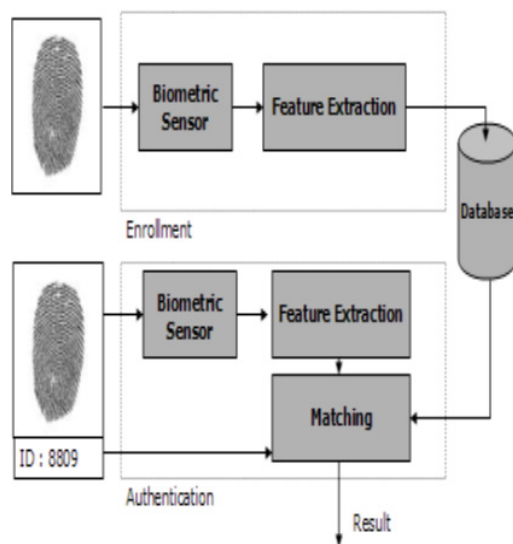 Biometric
Sensor
Feature Extraction
Database
Enrollment
Biometric
Sensor
Feature Extraction
Matching
ID : 8809
Authentication
Result